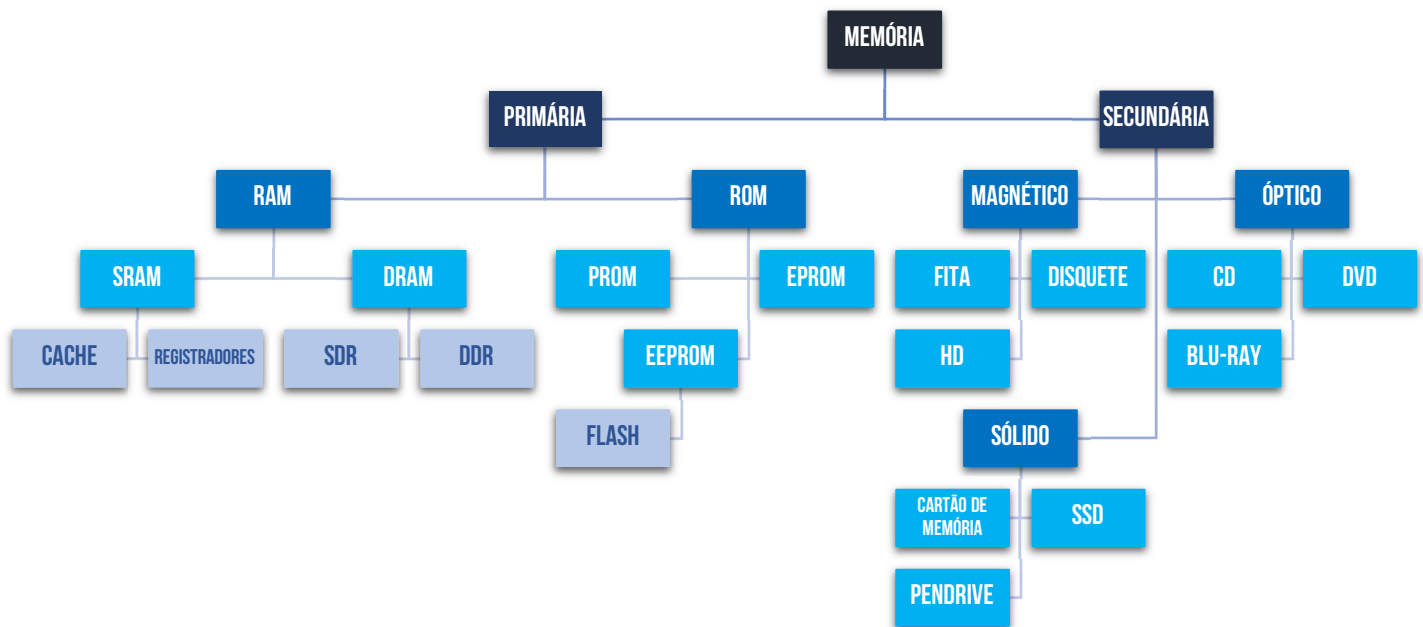 MEMÓRIA
PRIMÁRIA
SECUNDÁRIA
RAM
ROM
MAGNÉTICO
ÓPTICO
SRAM
DRAM
PROM
EPROM
FITA
DISQUETE
CD
DVD
CACHE
REGISTRADORES
SDR
DDR
EEPROM
HD
BLU-RAY
FLASH
SÓLIDO
CARTÃO DE
MEMÓRIA
SSD
PENDRIVE